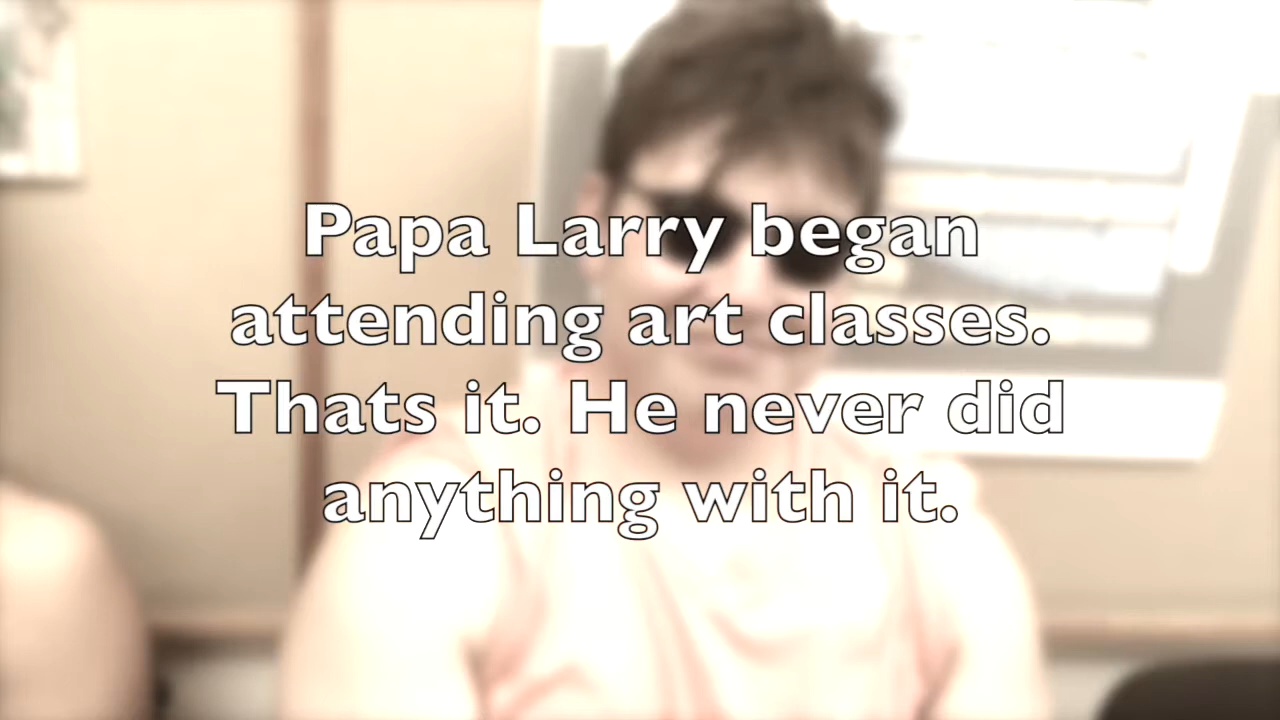 Papa Larry began
attending art classes.
Thats it. He never did
anything with it.